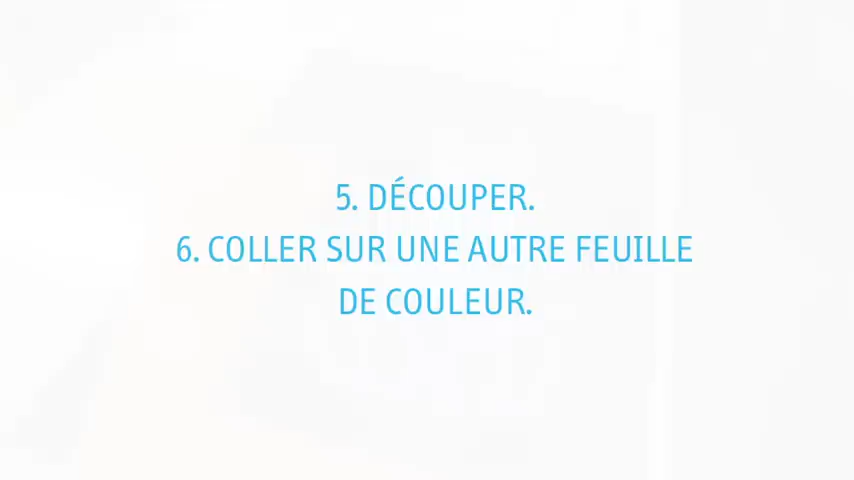 5. DÉCOUPER.
6. COLLER SUR UNE AUTRE FEUILLE
DE COULEUR.